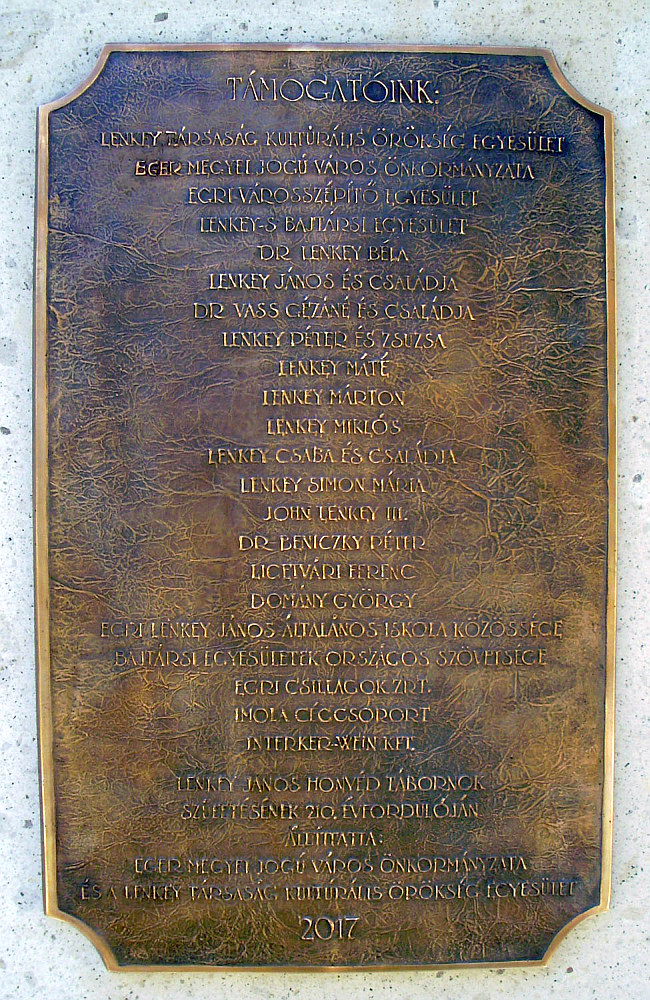 TÁMOGATÓINK:
LENKEY TÁRSASÁG KULTURÁLIS ÖRÖKSÉG EGYESÜLET
EGER MEGYEI JOGÚ VÁROS ÖNKORMÁNYZATA
EGRI VÁROSSZÉPÍTŐ EGYESÜLET
LENKEY-S BAJTÁRSI EGYESÜLET
DR LENKEY BÉLA
LENKEY JÁNOS ÉS CSALÁDJA
DR VASS GÉZÁNÉ ÉS CSALÁDJA
LENKEY PÉTER ÉS ZSUZSA
LENKEY MÁTÉ
LENKEY MÁRTON
LENKEY MIKLÓS
LENKEY CSABA ÉS CSALÁDJA
LENKEY SIMON MÁRIA
JOHN LENKEY III.
DR BENICZKY PÉTER
LIGETVÁRI FERENC
DOMÁNY GYÖRGY
EGRI LENKEY JÁNOS ÁLTALÁNOS ISKOLA KÖZÖSSÉGE
BAJTÁRSI EGYESÜLETEK ORSZÁGOS SZÖVETSÉGE
EGRI CSILLAGOK ZRT.
IMOLA CÉGCSOPORT
INTERKER-WEIN KFT.
LENKEY JÁNOS HONVÉD TÁBORNOK
SZÜLETÉSÉNEK 210. ÉVFORDULÓJÁN
ÁLLÍTTATTA:
EGER MEGYEI JOGÚ VÁROS ÖNKORMÁNYZATA
ÉS A LENKEY TÁRSASÁG KULTURÁLIS ÖRÖKSÉG EGYESÜLET
2017